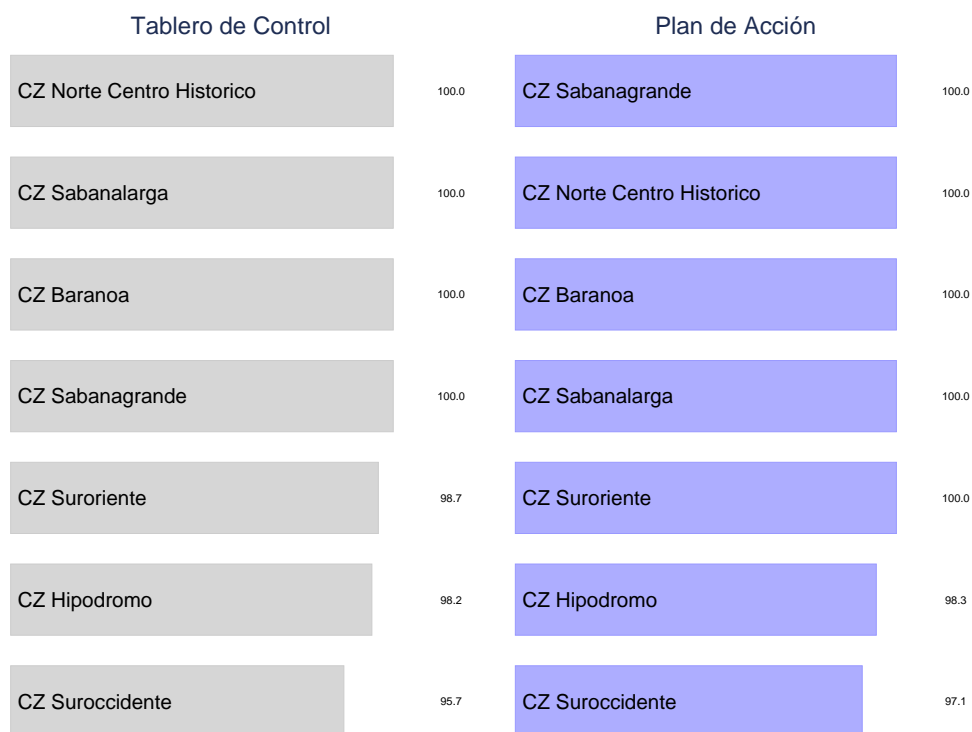 Tablero de Control
CZ Norte Centro Historico 100.0
CZ Sabanalarga 100.0
CZ Baranoa 100.0
CZ Sabanagrande 100.0
CZ Suroriente 98.7
CZ Hipodromo 98.2
CZ Suroccidente 95.7
Plan de Acción
CZ Sabanagrande 100.0
CZ Norte Centro Historico 100.0
CZ Baranoa 100.0
CZ Sabanalarga 100.0
CZ Suroriente 100.0
CZ Hipodromo 98.3
CZ Suroccidente 97.1